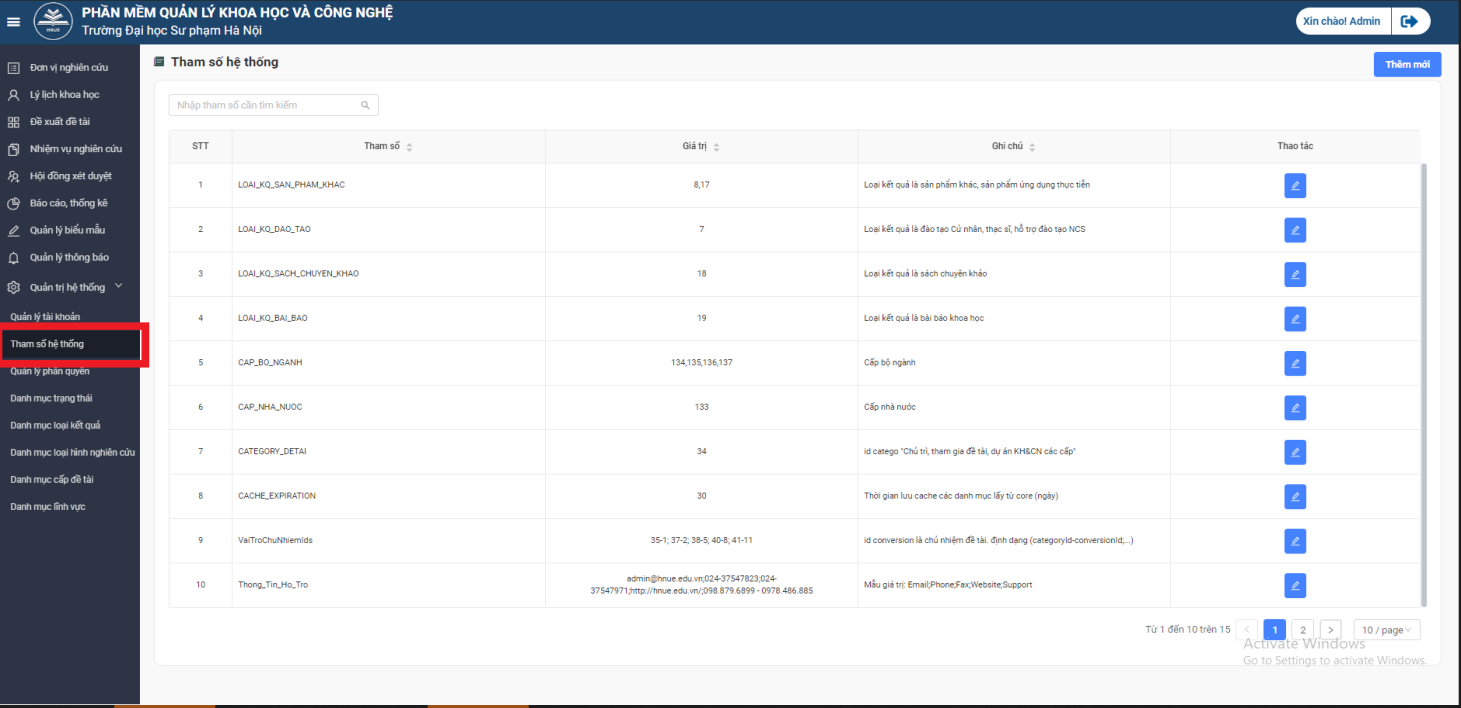 PHẦN MỀM QUẢN LÝ KHOA HỌC VÀ CÔNG NGHỆ
Trường Đại học Sư phạm Hà Nội
HNUE
Xin chào! Admin
Đơn vị nghiên cứu
Lý lịch khoa học
Đề xuất đề tài
Nhiệm vụ nghiên cứu
Hội đồng xét duyệt
Báo cáo, thống kê
Quản lý biểu mẫu
Quản lý thông báo
Quản trị hệ thống
Quản lý tài khoản
Tham số hệ thống
Quản lý phân quyền
Danh mục trạng thái
Danh mục loại kết quả
Danh mục loại hình nghiên cứu
Danh mục cấp đề tài
Danh mục lĩnh vực
Tham số hệ thống
Thêm mới
Nhập tham số cần tìm kiếm
STT Tham số Giá trị Ghi chú Thao tác
1 LOAI_KQ_SAN_PHAM_KHAC 8,17 Loại kết quả là sản phẩm khác, sản phẩm ứng dụng thực tiễn
2 LOAI_KQ_DAO_TAO 7 Loại kết quả là đào tạo Cử nhân, thạc sĩ, hỗ trợ đào tạo NCS
3 LOAI_KQ_SACH_CHUYEN_KHAO 18 Loại kết quả là sách chuyên khảo
4 LOAI_KQ_BAI_BAO 19 Loại kết quả là bài báo khoa học
5 CAP_BO_NGANH 134,135,136,137 Cấp bộ ngành
6 CAP_NHA_NUOC 133 Cấp nhà nước
7 CATEGORY_DETAI 34 id catego "Chủ trì, tham gia đề tài, dự án KH&CN các cấp"
8 CACHE_EXPIRATION 30 Thời gian lưu cache các danh mục lấy từ core (ngày)
9 VaiTroChuNhiemIds 35-1; 37-2; 38-5; 40-8; 41-11 id conversion là chủ nhiệm đề tài. định dạng (categoryId-conversionId;...)
10 Thong_Tin_Ho_Tro admin@hnue.edu.vn;024-37547823;024- Mẫu giá trị: Email;Phone;Fax;Website;Support
37547971;http://hnue.edu.vn/;098.879.6899 - 0978.486.885
Từ 1 đến 10 trên 15 < 1 2 > 10 / page
Activate Windows
Go to Settings to activate Windows.